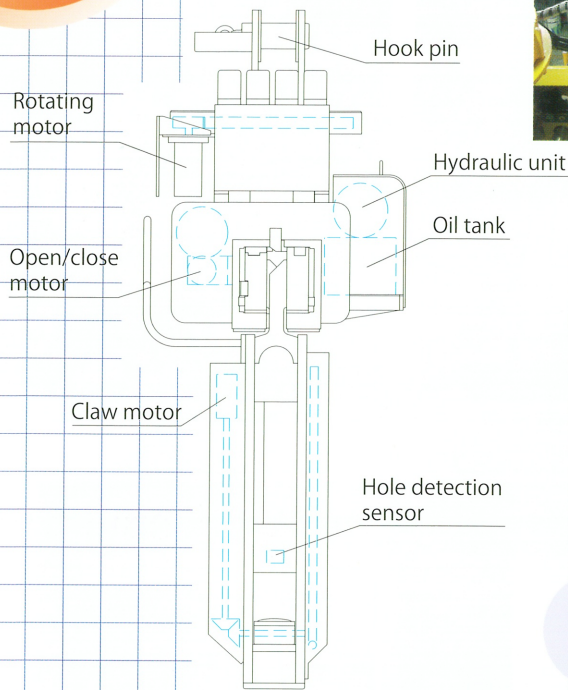 Hook pin
Rotating
motor
Hydraulic unit
Oil tank
Open/close
motor
Claw motor
Hole detection
sensor